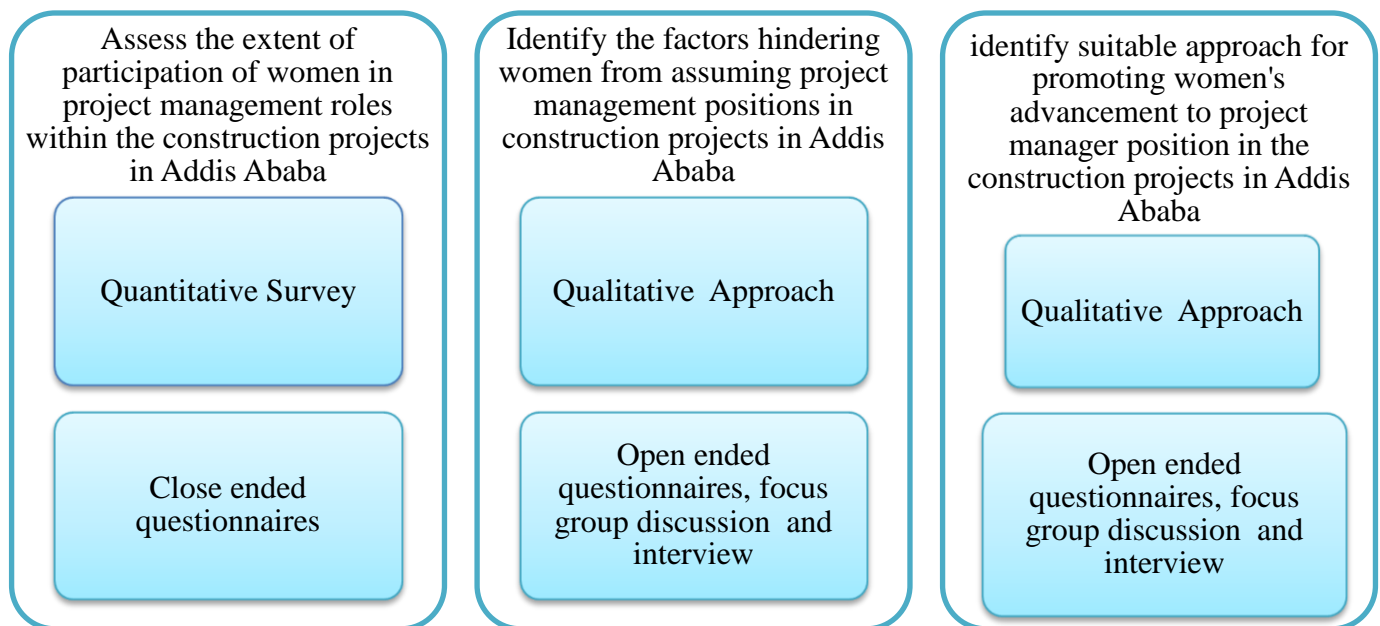 Assess the extent of
participation of women in
project management roles
within the construction projects
in Addis Ababa
Quantitative Survey
Close ended
questionnaires
Identify the factors hindering
women from assuming project
management positions in
construction projects in Addis
Ababa
Qualitative Approach
Open ended
questionnaires, focus
group discussion and
interview
identify suitable approach for
promoting women's
advancement to project
manager position in the
construction projects in Addis
Ababa
Qualitative Approach
Open ended
questionnaires, focus
group discussion and
interview